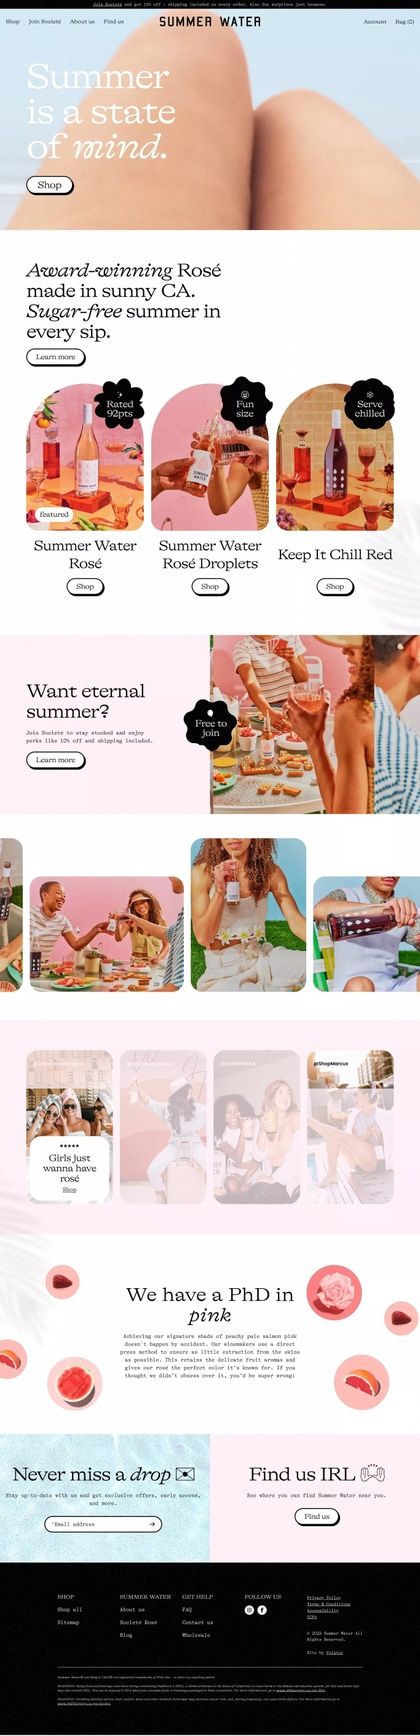 Join Societé and get 10% off – shipping included on every order. Also fun surprises just because.
Shop Join Societé About us Find us
SUMMER WATER
Account Bag (0)
Summer
is a state
of mind.
Shop
Award-winning Rosé
made in sunny CA.
Sugar-free summer in
every sip.
Learn more
Rated
92pts
Fun
size
Serve
chilled
featured
Summer Water
Rosé
Summer Water
Rosé Droplets
Keep It Chill Red
Shop
Shop
Shop
Want eternal
summer?
Join Societé to stay stocked and enjoy
perks like 10% off and shipping included.
Learn more
Free to
join
@ShopMarcus
★★★★★
Girls just
wanna have
rosé
Shop
We have a PhD in
pink
Achieving our signature shade of peachy pale salmon pink
doesn't happen by accident. Our winemakers use a direct
press method to ensure as little extraction from the skins
as possible. This retains the delicate fruit aromas and
gives our rosé the perfect color it's known for. If you
thought we didn't obsess over it, you'd be super wrong!
Never miss a drop
Stay up-to-date with us and get exclusive offers, early access,
and more.
*Email address
Find us IRL
See where you can find Summer Water near you.
Find us
SHOP
Shop all
Sitemap
SUMMER WATER
About us
Societé Rosé
Blog
GET HELP
FAQ
Contact us
Wholesale
FOLLOW US
Privacy Policy
Terms & Conditions
Accessibility
CCPA
© 2022 Summer Water All
Rights Reserved.
Site by